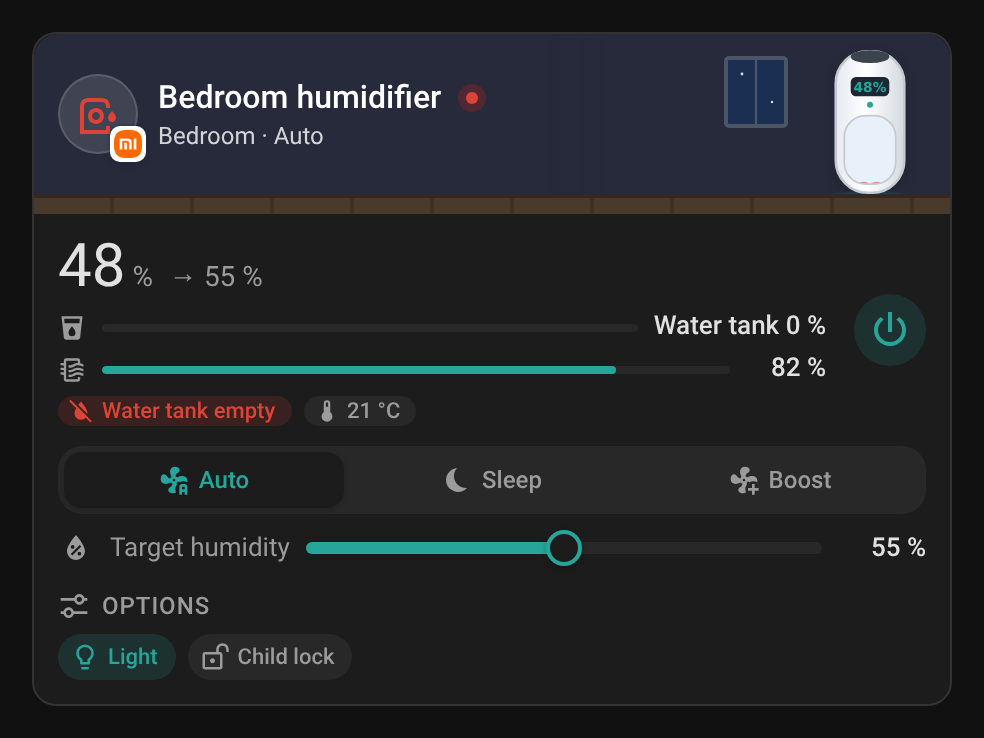 Bedroom humidifier
Bedroom · Auto
48%
48 % → 55 %
Water tank 0 %
82 %
Water tank empty
21 °C
Auto
Sleep
Boost
Target humidity
55 %
OPTIONS
Light
Child lock